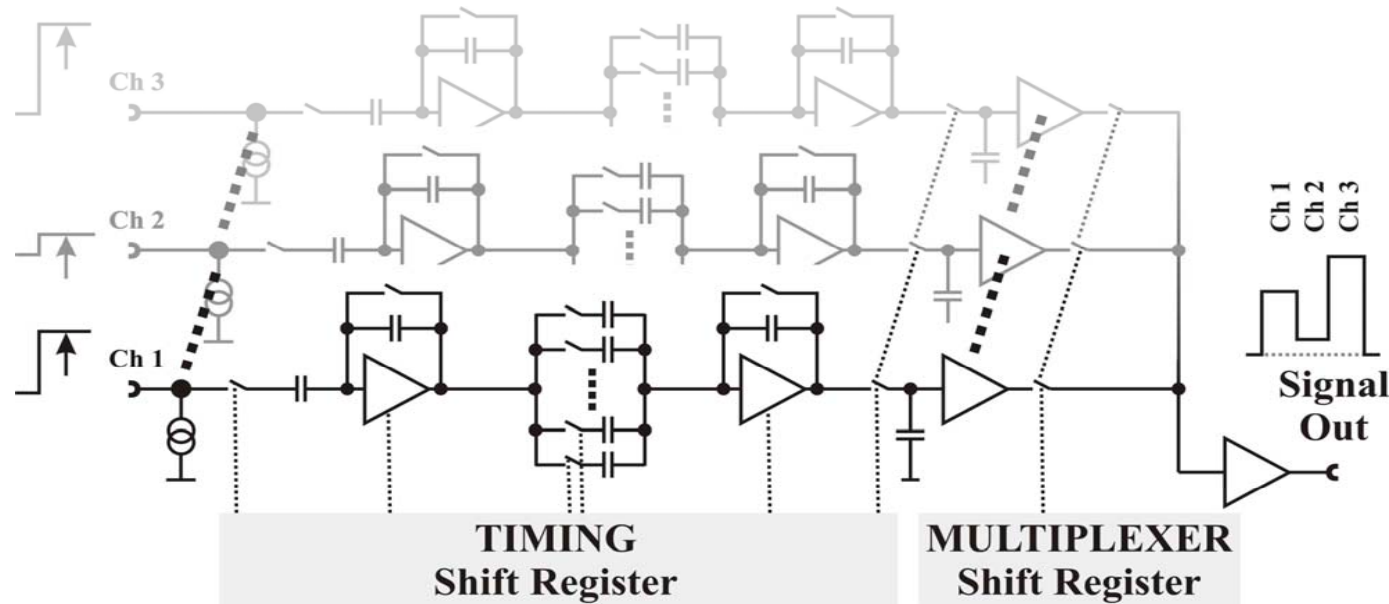 Ch 3
Ch 2
Ch 1
Ch 1
Ch 2
Ch 3
Signal
Out
TIMING
Shift Register
MULTIPLEXER
Shift Register